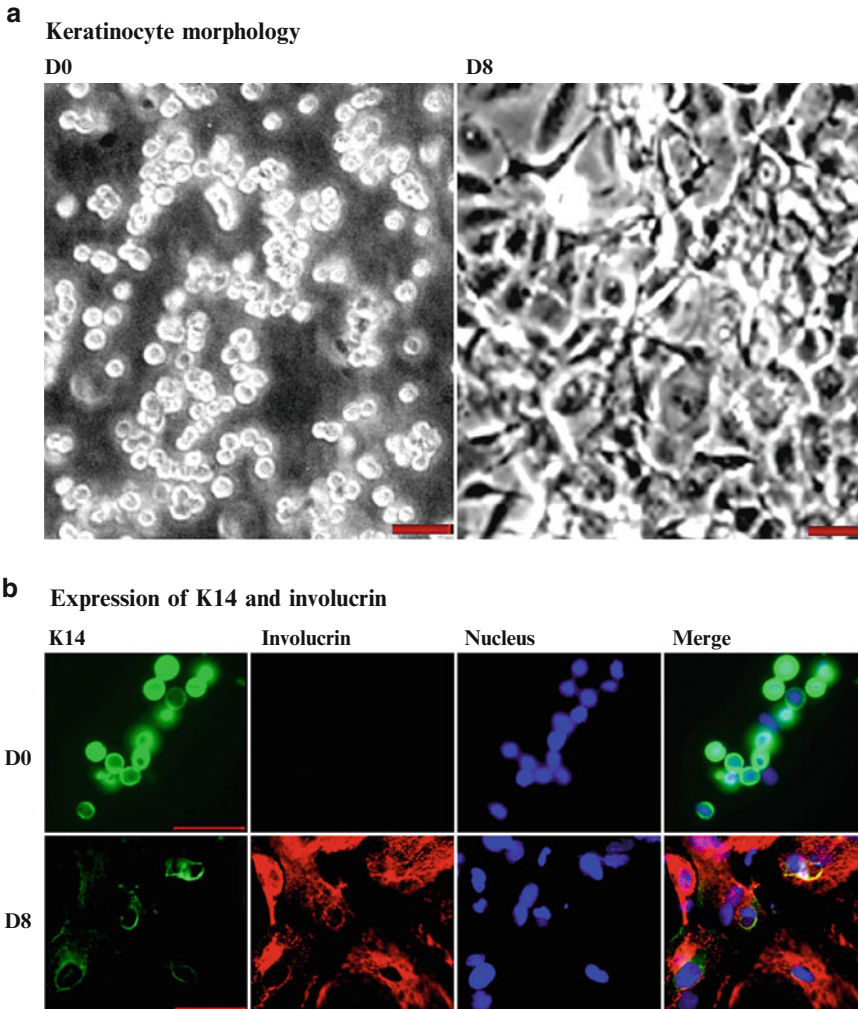 a
Keratinocyte morphology
D0 D8
b
Expression of K14 and involucrin
K14 Involucrin Nucleus Merge
D0
D8